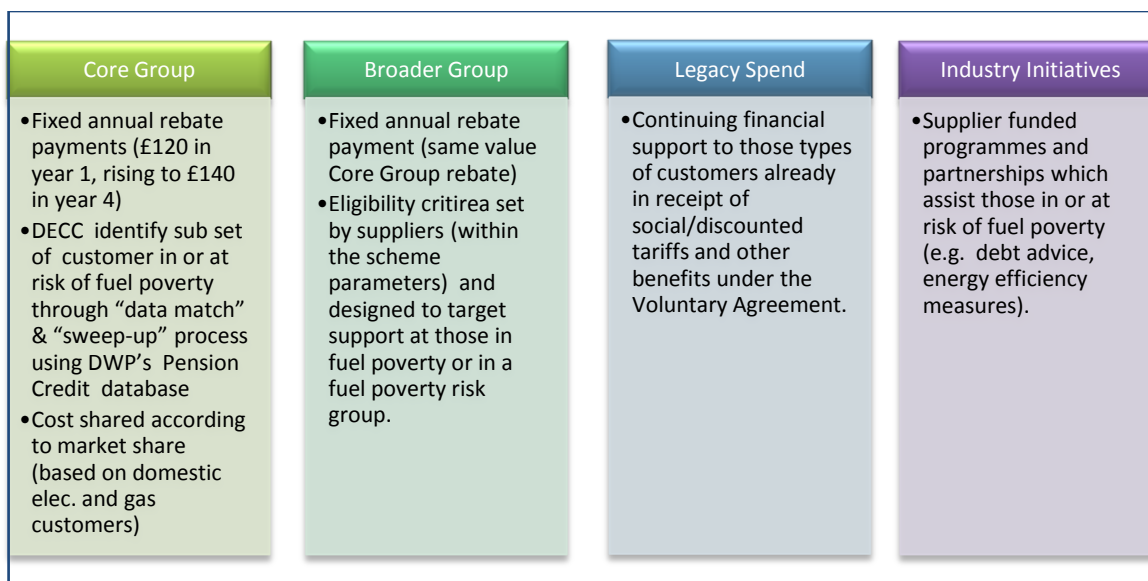 Core Group
•Fixed annual rebate
payments (£120 in
year 1, rising to £140
in year 4)
•DECC identify sub set
of customer in or at
risk of fuel poverty
through “data match”
& “sweep-up” process
using DWP’s Pension
Credit database
•Cost shared according
to market share
(based on domestic
elec. and gas
customers)
Broader Group
•Fixed annual rebate
payment (same value
Core Group rebate)
•Eligibility critirea set
by suppliers (within
the scheme
parameters) and
designed to target
support at those in
fuel poverty or in a
fuel poverty risk
group.
Legacy Spend
•Continuing financial
support to those types
of customers already
in receipt of
social/discounted
tariffs and other
benefits under the
Voluntary Agreement.
Industry Initiatives
•Supplier funded
programmes and
partnerships which
assist those in or at
risk of fuel poverty
(e.g. debt advice,
energy efficiency
measures).